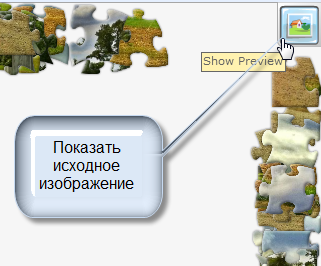 Show Preview
Показать
исходное
изображение